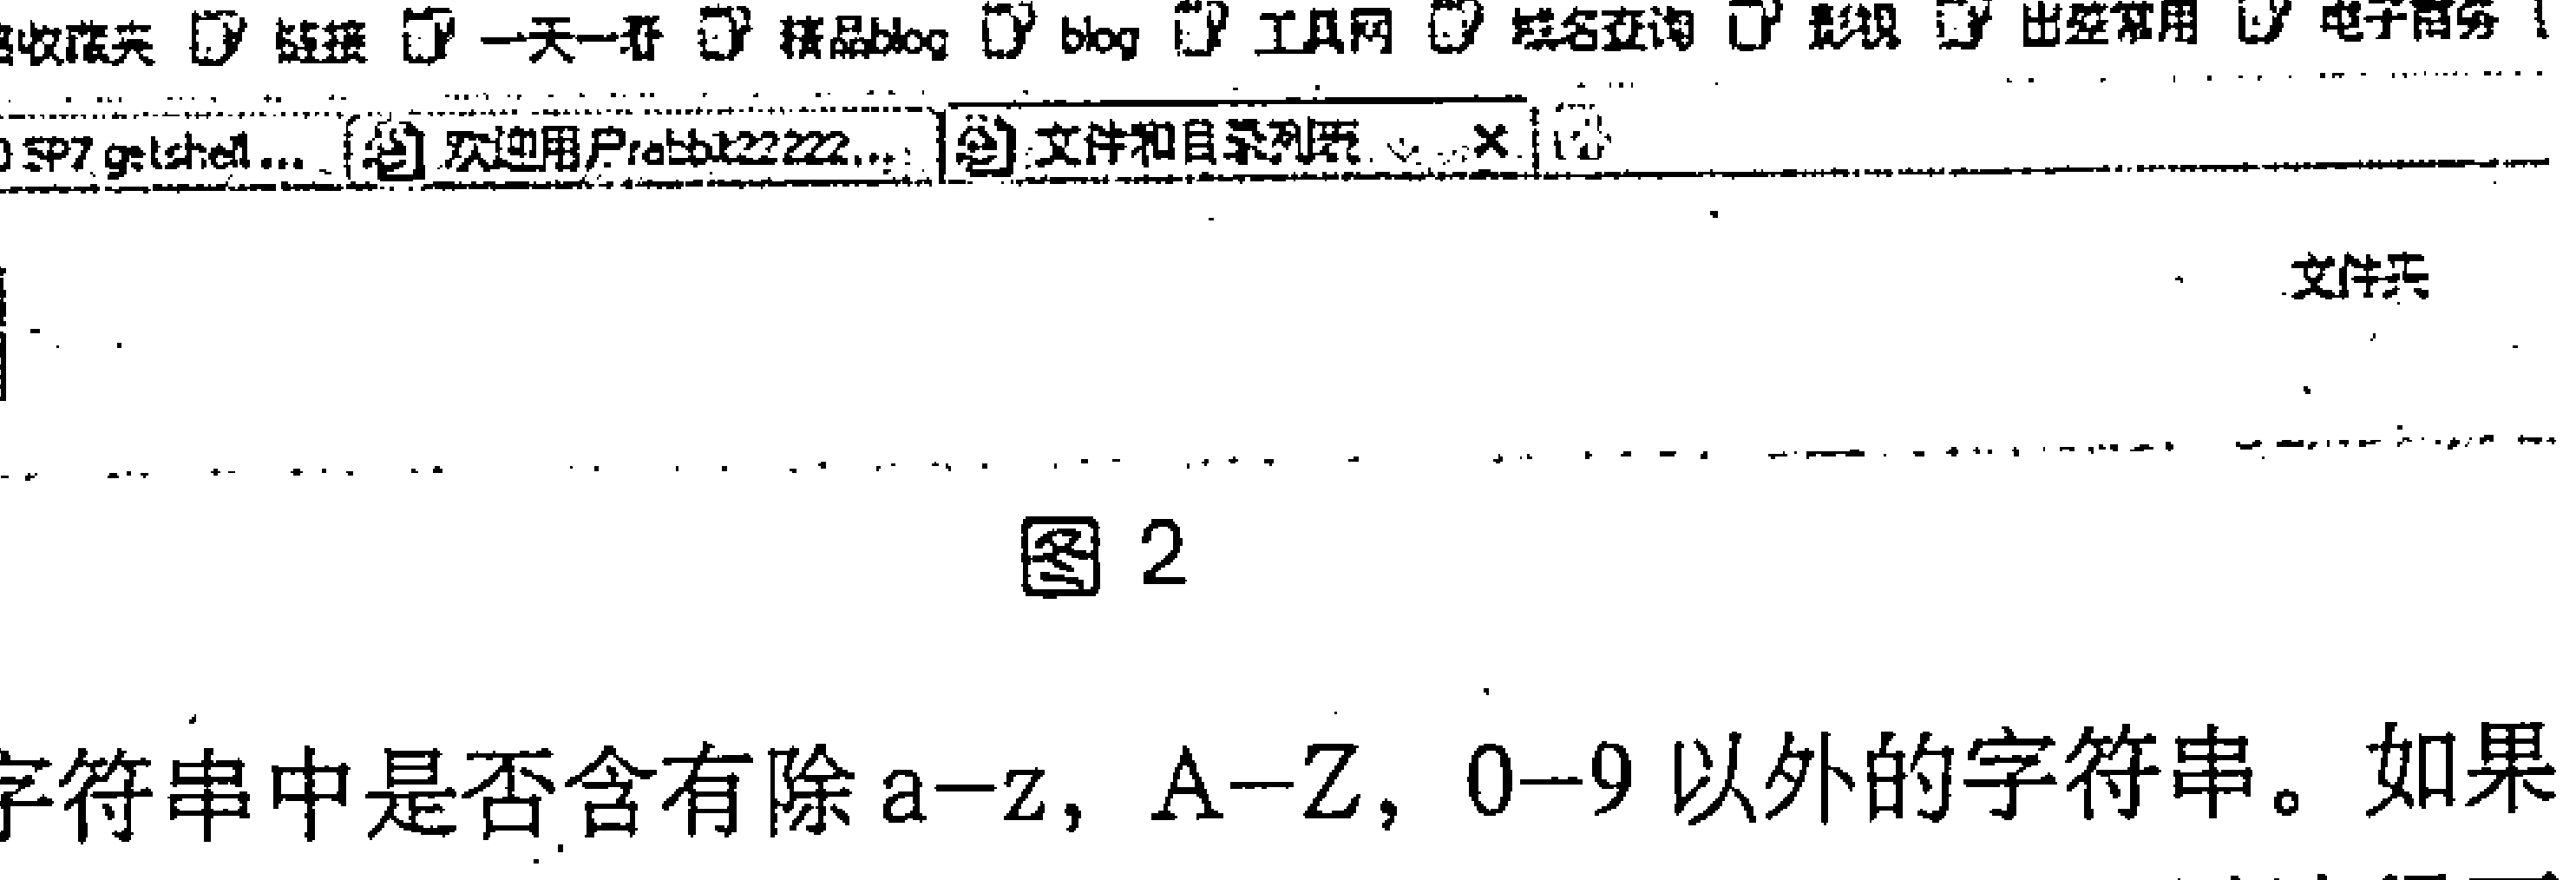 收藏夹 链接 一天一群 精品blog blog 工具网 域名查询 影视 出差常用 电子商务
SP7 getshell... 欢迎用户rabbit22222... 文件和目录列表
文件夹
图 2
字符串中是否含有除 a-z, A-Z, 0-9 以外的字符串。如果